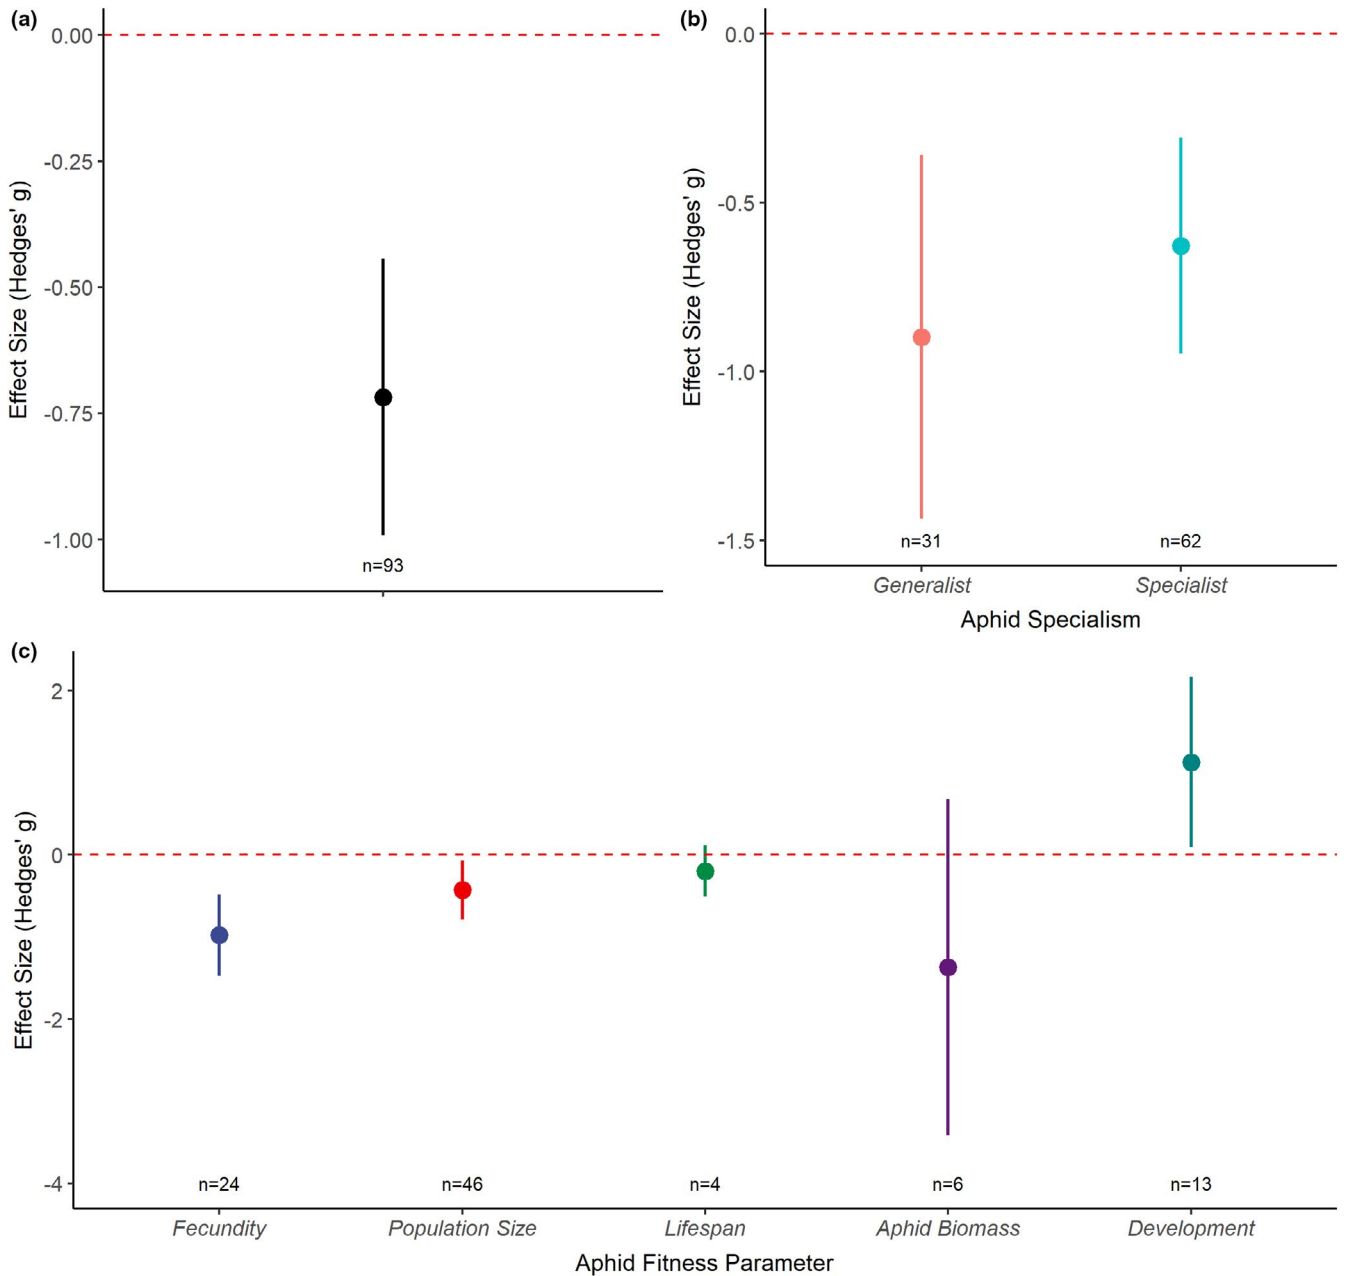 (a)
0.00
-0.25
-0.50
-0.75
-1.00
Effect Size (Hedges' g)
n=93
(b)
0.0
-0.5
-1.0
-1.5
Effect Size (Hedges' g)
n=31
n=62
Generalist
Specialist
Aphid Specialism
(c)
2
0
-2
-4
Effect Size (Hedges' g)
n=24
n=46
n=4
n=6
n=13
Fecundity
Population Size
Lifespan
Aphid Biomass
Development
Aphid Fitness Parameter